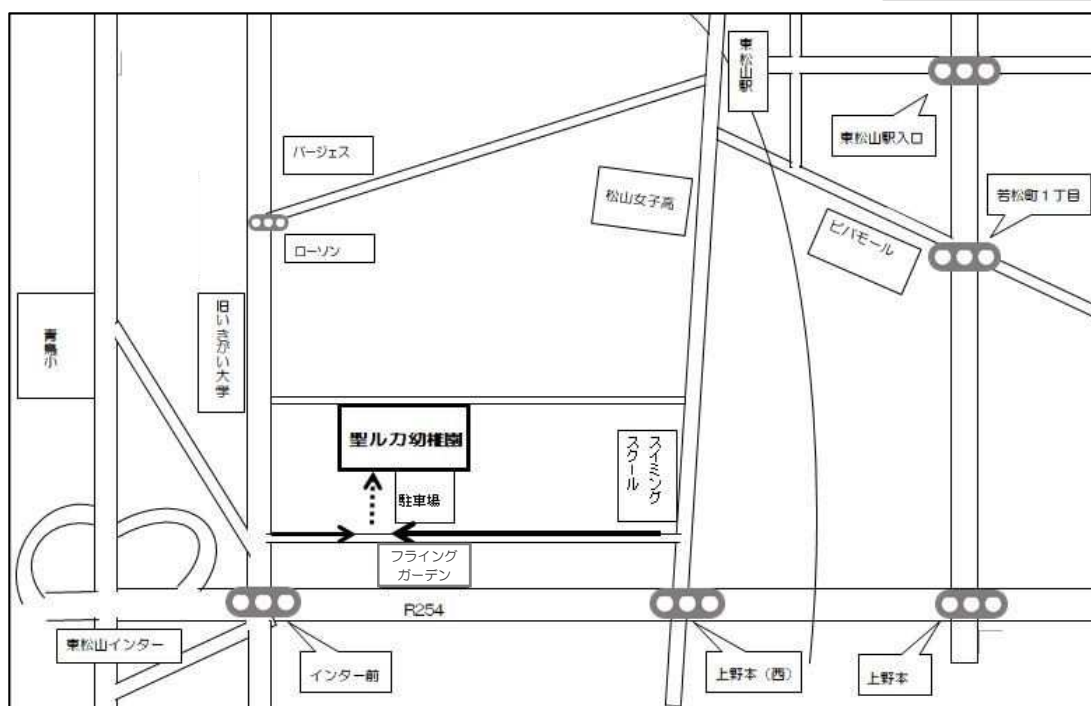 東松山駅
東松山駅入口
バージェス
松山女子高
若松町1丁目
ビバモール
ローソン
青鳥小
旧いきがい大学
聖ルカ幼稚園
スイミング
スクール
駐車場
フライング
ガーデン
R254
東松山インター
インター前
上野本（西）
上野本